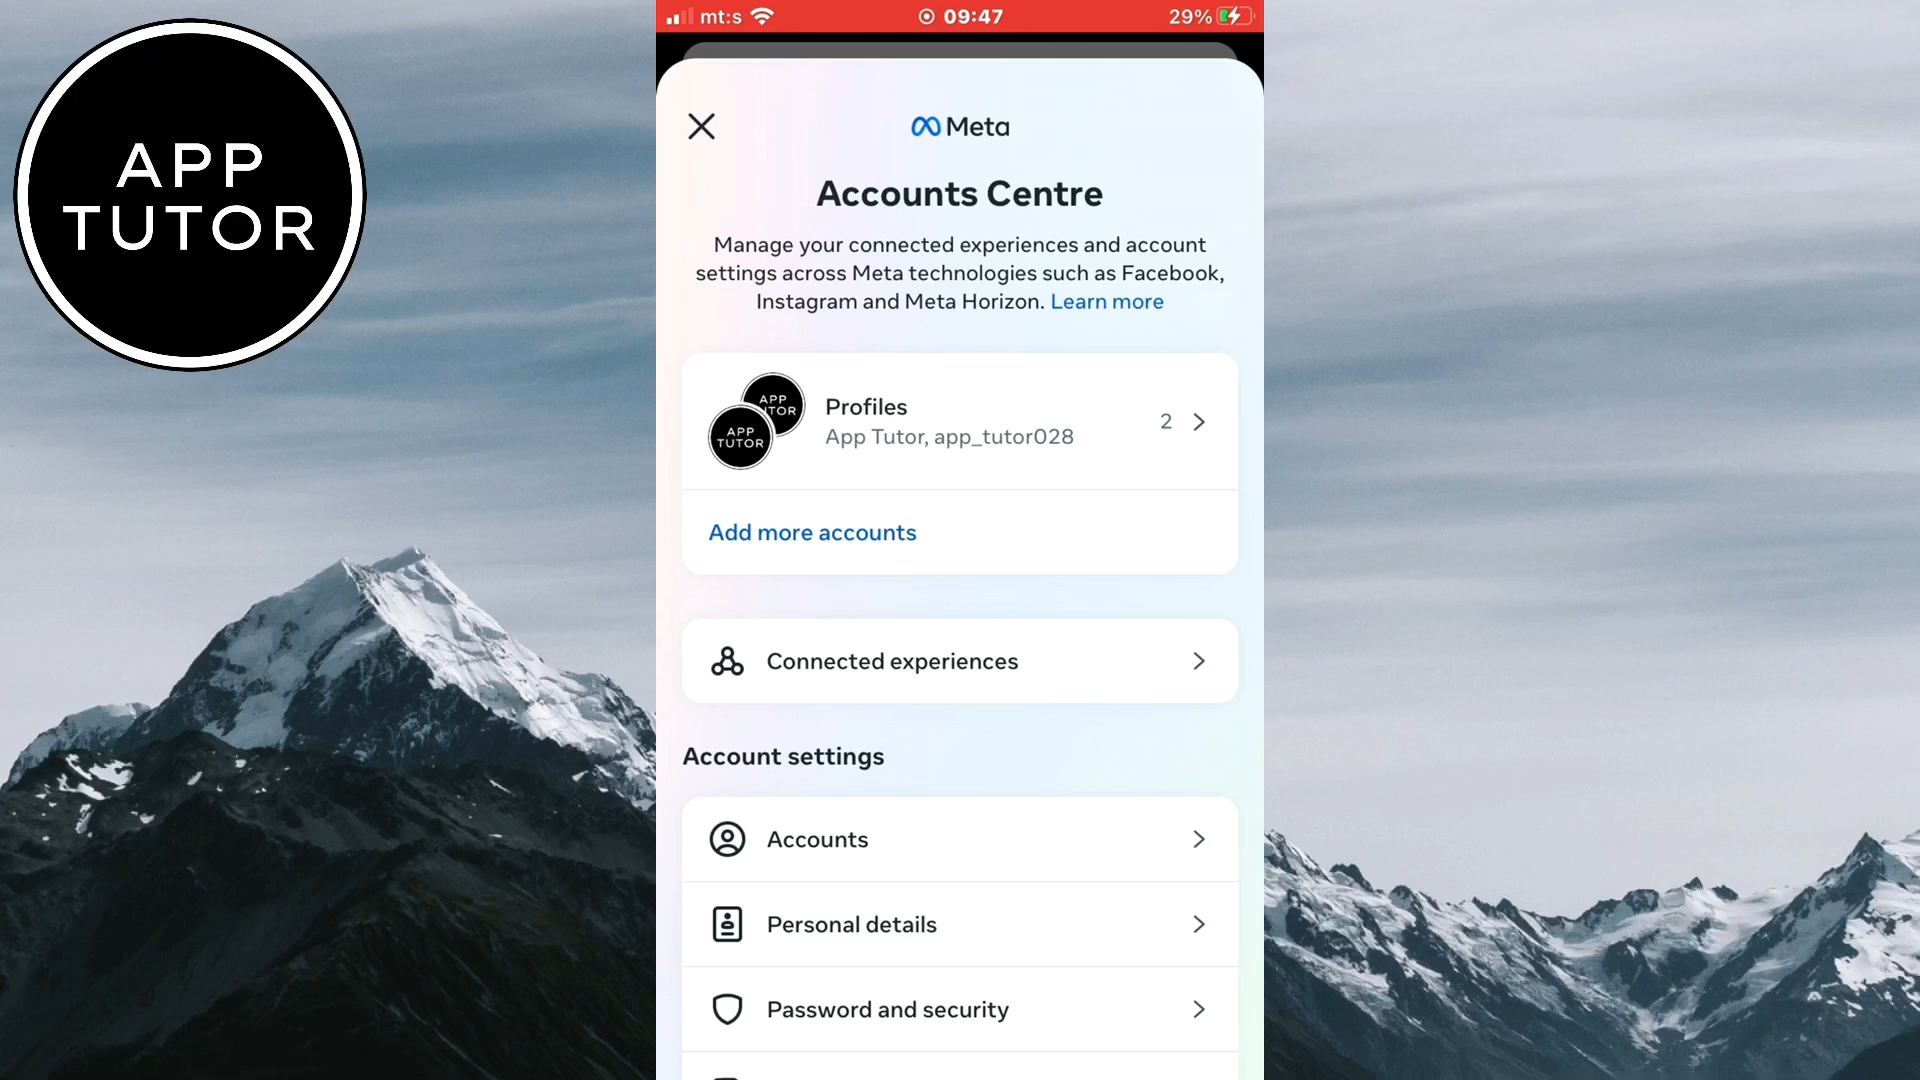 APP
TUTOR
mt:s
09:47
29%
Meta
Accounts Centre
Manage your connected experiences and account
settings across Meta technologies such as Facebook,
Instagram and Meta Horizon. Learn more
APP
TUTOR
APP
TUTOR
Profiles
App Tutor, app_tutor028
2
Add more accounts
Connected experiences
Account settings
Accounts
Personal details
Password and security